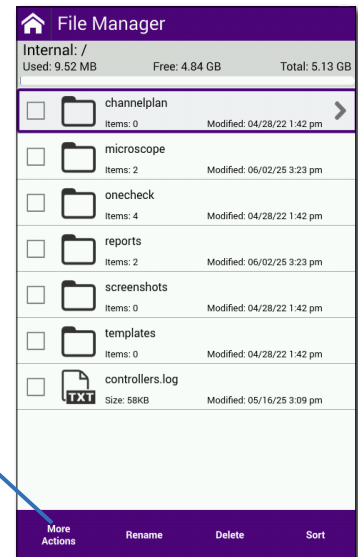 File Manager
Internal: /
Used: 9.52 MB Free: 4.84 GB Total: 5.13 GB
channelplan
Items: 0 Modified: 04/28/22 1:42 pm
microscope
Items: 2 Modified: 06/02/25 3:23 pm
onecheck
Items: 4 Modified: 04/28/22 1:42 pm
reports
Items: 2 Modified: 06/02/25 3:23 pm
screenshots
Items: 0 Modified: 04/28/22 1:42 pm
templates
Items: 0 Modified: 04/28/22 1:42 pm
controllers.log
TXT Size: 58KB Modified: 05/16/25 3:09 pm
More Actions Rename Delete Sort